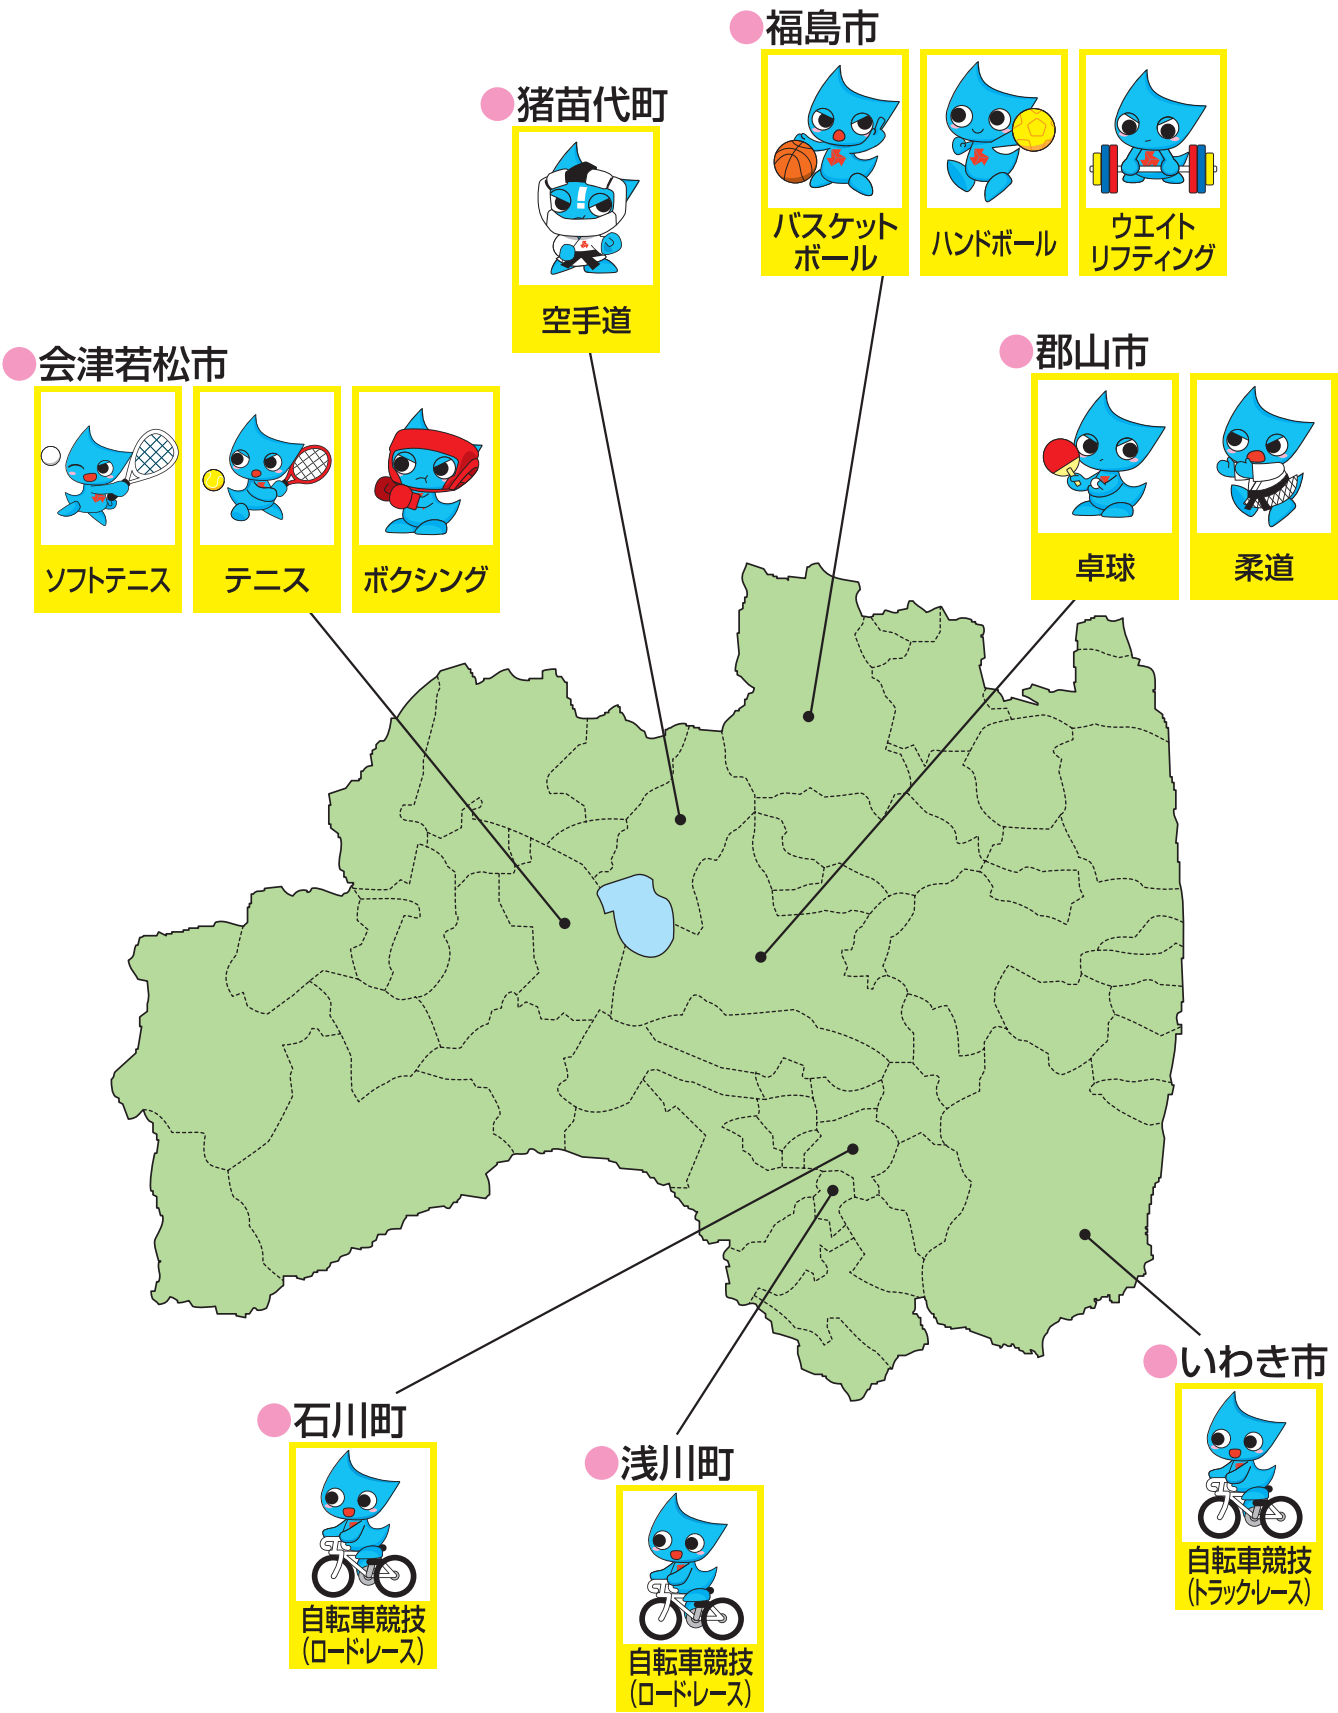 福島市
バスケット
ボール
ハンドボール
ウエイト
リフティング
猪苗代町
空手道
会津若松市
ソフトテニス
テニス
ボクシング
郡山市
卓球
柔道
石川町
自転車競技
(ロード・レース)
浅川町
自転車競技
(ロード・レース)
いわき市
自転車競技
(トラック・レース)